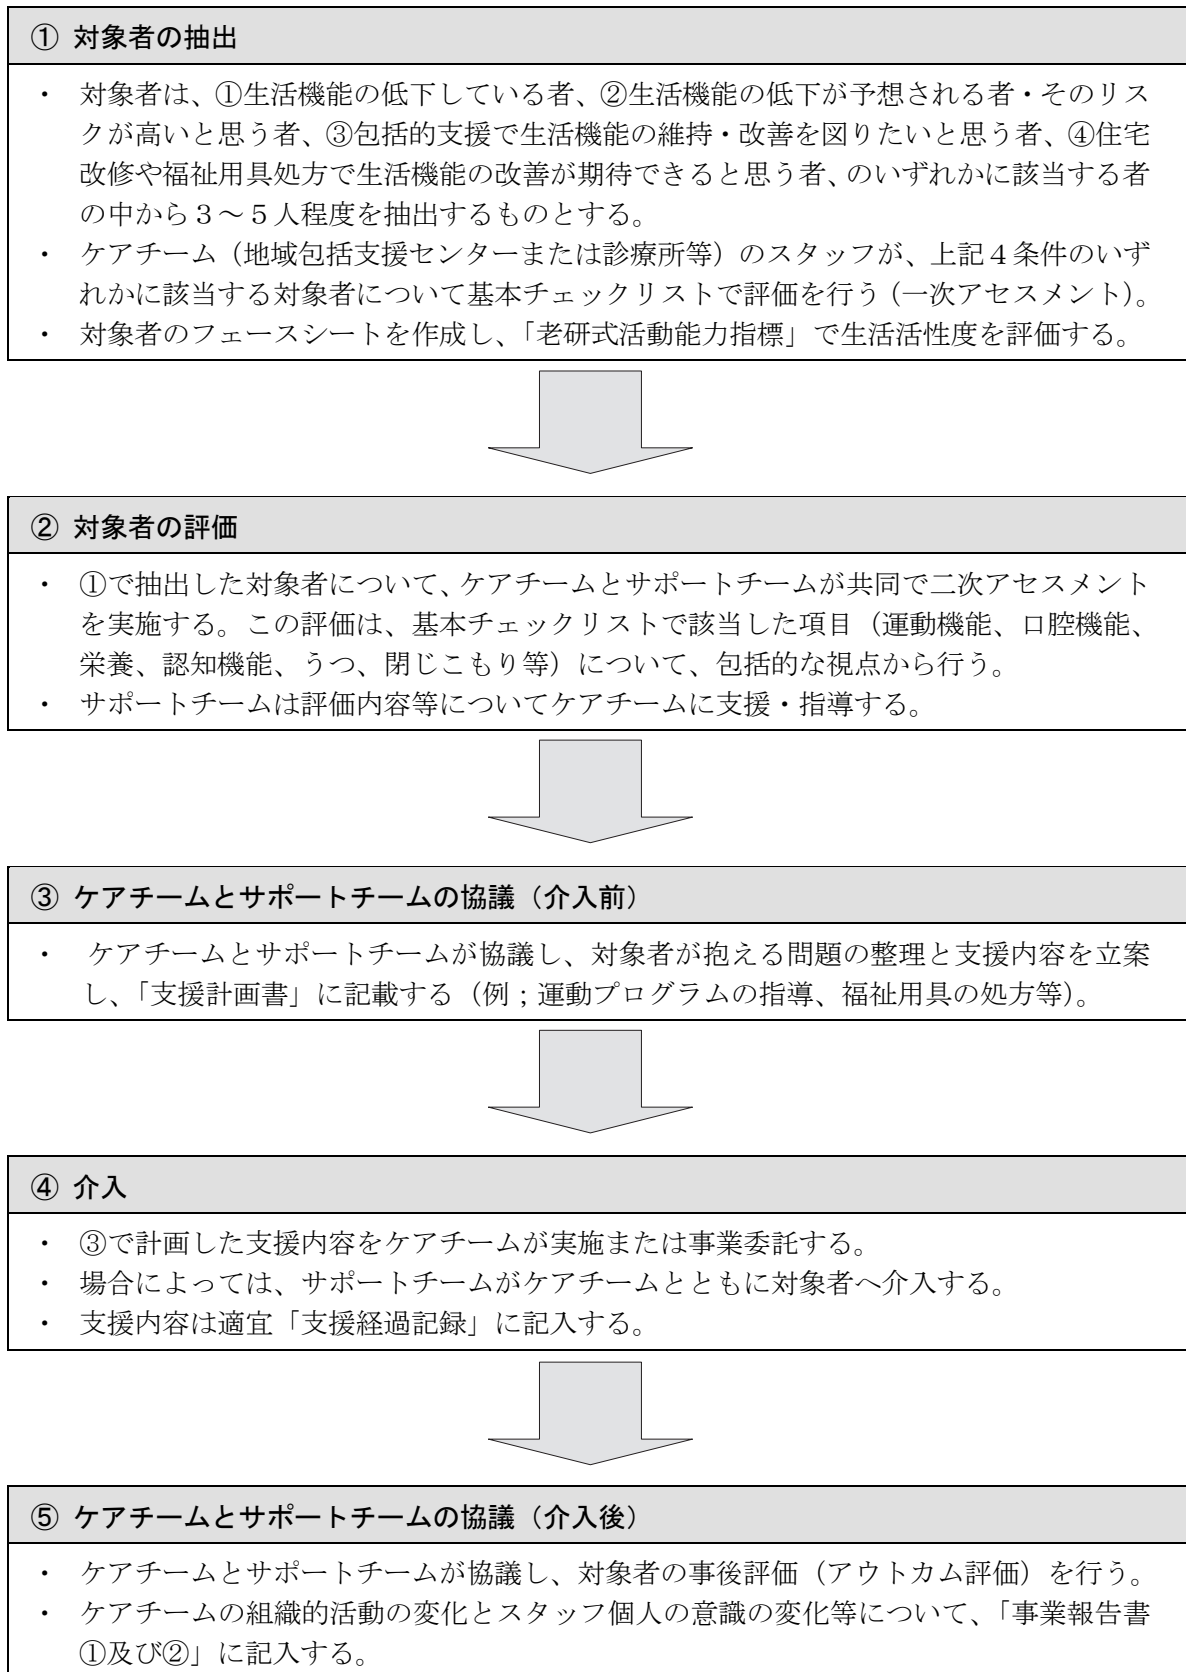 ① 対象者の抽出
・ 対象者は、①生活機能の低下している者、②生活機能の低下が予想される者・そのリス
クが高いと思う者、③包括的支援で生活機能の維持・改善を図りたいと思う者、④住宅
改修や福祉用具処方で生活機能の改善が期待できると思う者、のいずれかに該当する者
の中から３～５人程度を抽出するものとする。
・ ケアチーム（地域包括支援センターまたは診療所等）のスタッフが、上記４条件のいず
れかに該当する対象者について基本チェックリストで評価を行う（一次アセスメント）。
・ 対象者のフェースシートを作成し、「老研式活動能力指標」で生活活性度を評価する。
② 対象者の評価
・ ①で抽出した対象者について、ケアチームとサポートチームが共同で二次アセスメント
を実施する。この評価は、基本チェックリストで該当した項目（運動機能、口腔機能、
栄養、認知機能、うつ、閉じこもり等）について、包括的な視点から行う。
・ サポートチームは評価内容等についてケアチームに支援・指導する。
③ ケアチームとサポートチームの協議（介入前）
・ ケアチームとサポートチームが協議し、対象者が抱える問題の整理と支援内容を立案
し、「支援計画書」に記載する（例；運動プログラムの指導、福祉用具の処方等）。
④ 介入
・ ③で計画した支援内容をケアチームが実施または事業委託する。
・ 場合によっては、サポートチームがケアチームとともに対象者へ介入する。
・ 支援内容は適宜「支援経過記録」に記入する。
⑤ ケアチームとサポートチームの協議（介入後）
・ ケアチームとサポートチームが協議し、対象者の事後評価（アウトカム評価）を行う。
・ ケアチームの組織的活動の変化とスタッフ個人の意識の変化等について、「事業報告書
①及び②」に記入する。